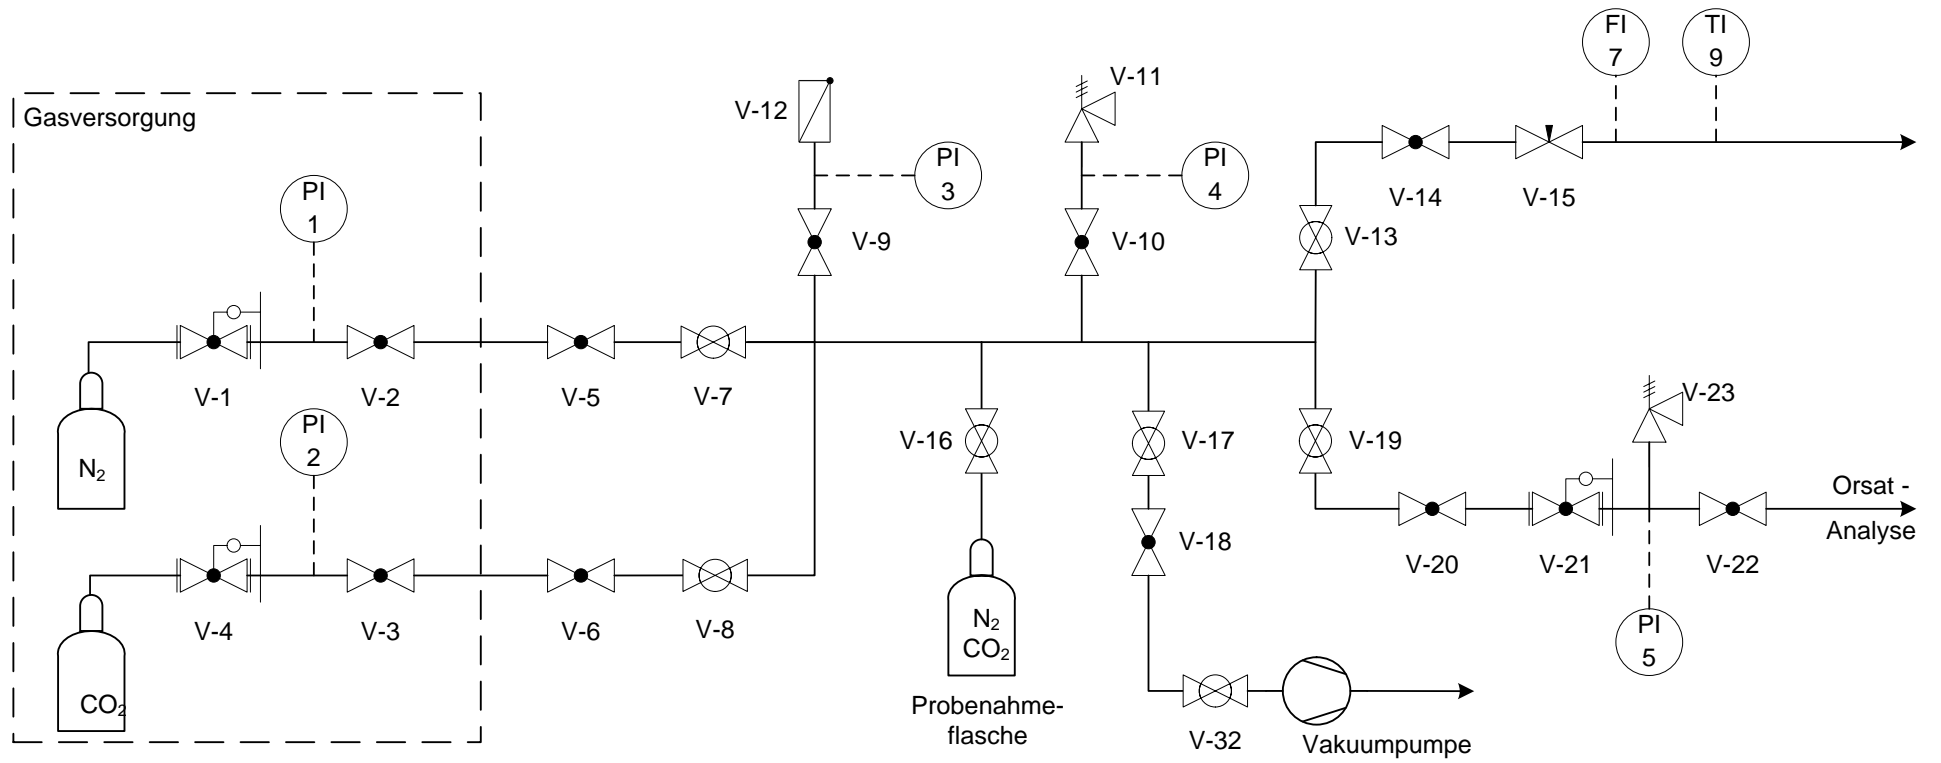 FI
7
TI
9
V-11
V-12
Gasversorgung
PI
3
PI
4
V-14
V-15
PI
1
V-9
V-10
V-13
V-1
V-2
V-5
V-7
V-23
PI
2
V-16
V-17
V-19
N₂
Orsat -
Analyse
V-18
V-20
V-21
V-22
V-4
V-3
V-6
V-8
N₂
CO₂
PI
5
CO₂
Probenahme-
flasche
V-32
Vakuumpumpe